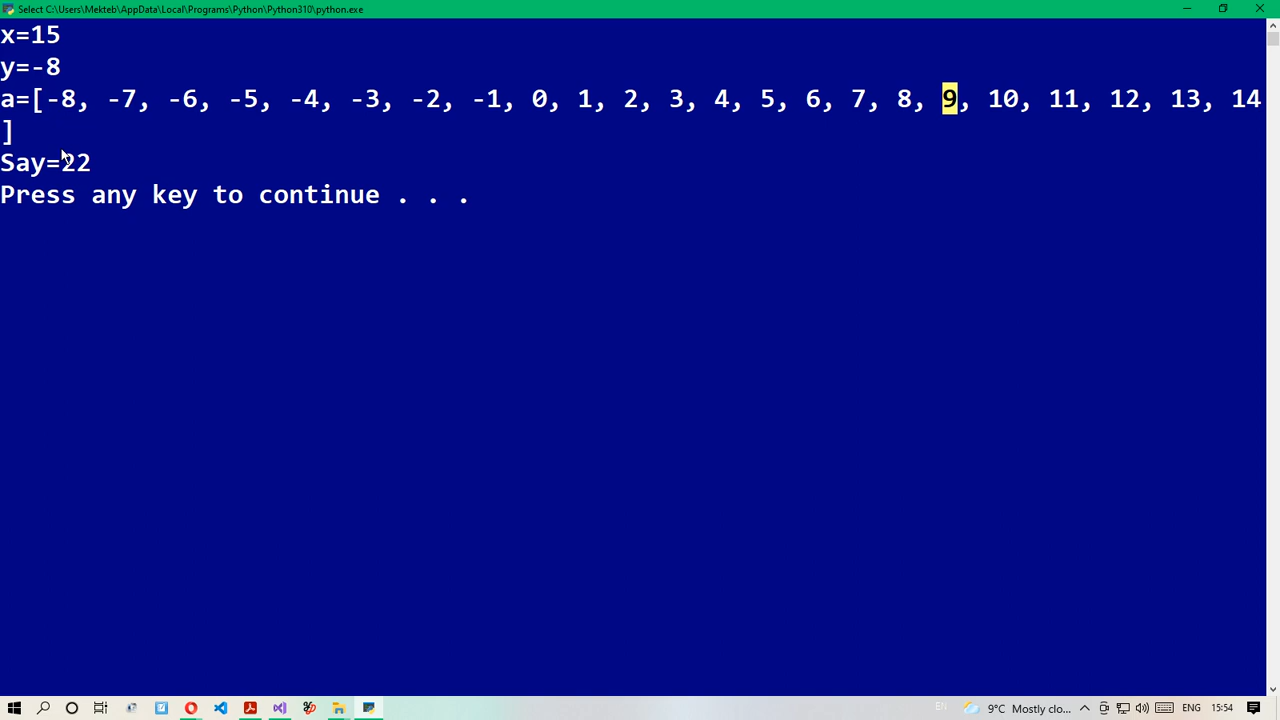 Select C:\Users\Mekteb\AppData\Local\Programs\Python\Python310\python.exe
x=15
y=-8
a=[-8, -7, -6, -5, -4, -3, -2, -1, 0, 1, 2, 3, 4, 5, 6, 7, 8, 9, 10, 11, 12, 13, 14
]
Say=22
Press any key to continue . . .
EN 9°C Mostly clo... ENG 15:54